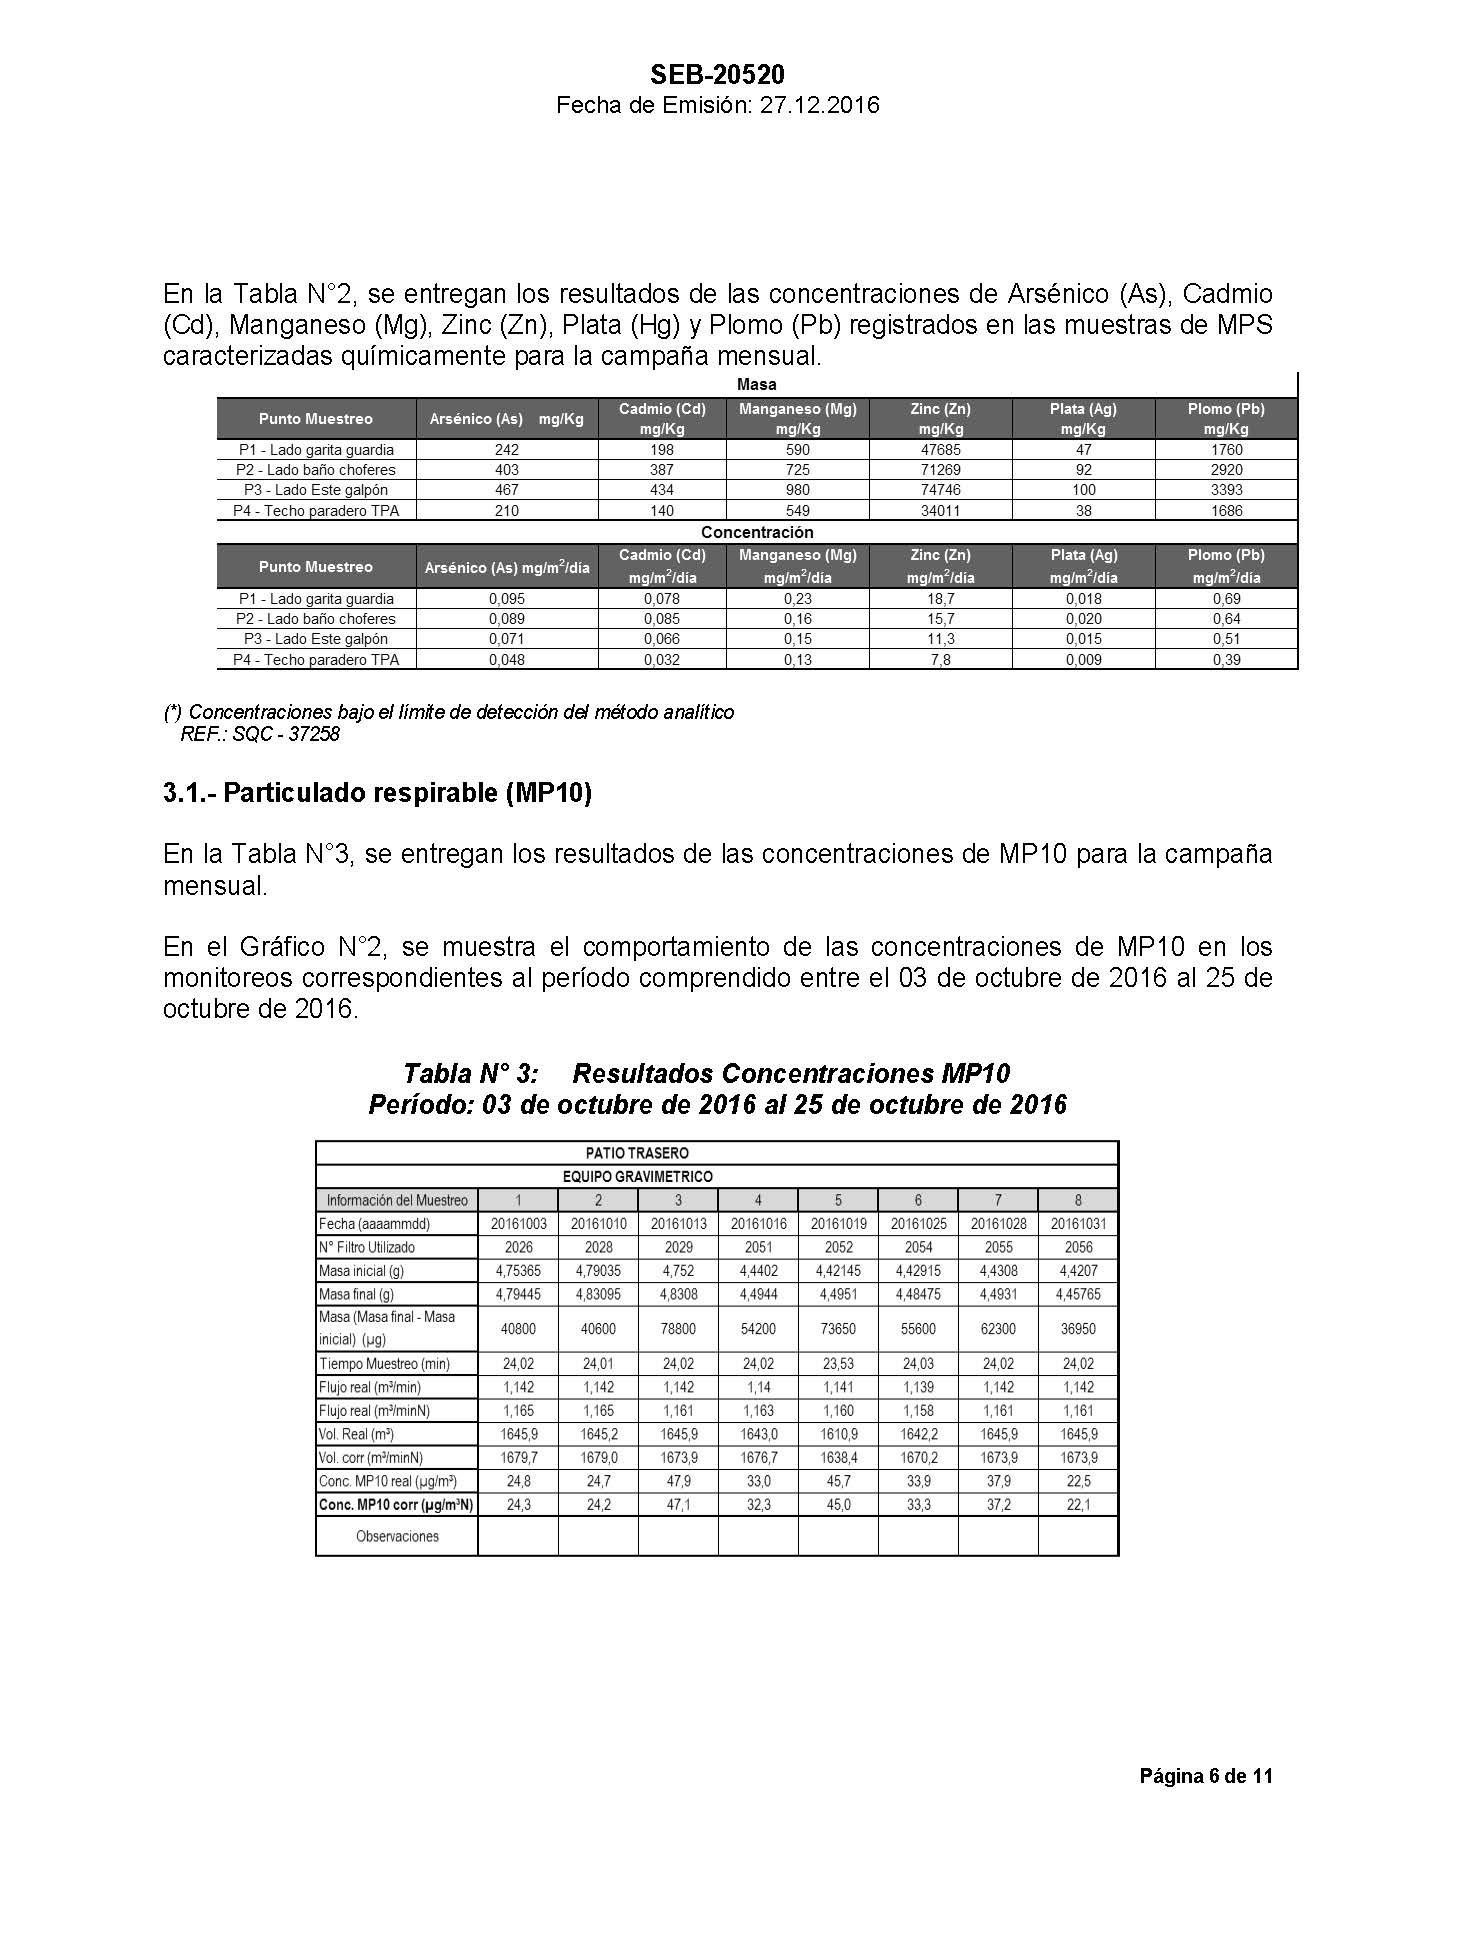 SEB-20520
Fecha de Emisión: 27.12.2016
En la Tabla N°2, se entregan los resultados de las concentraciones de Arsénico (As), Cadmio
(Cd), Manganeso (Mg), Zinc (Zn), Plata (Hg) y Plomo (Pb) registrados en las muestras de MPS
caracterizadas químicamente para la campaña mensual.
Masa
Punto Muestreo Arsénico (As) mg/Kg Cadmio (Cd) mg/Kg Manganeso (Mg) mg/Kg Zinc (Zn) mg/Kg Plata (Ag) mg/Kg Plomo (Pb) mg/Kg
P1 - Lado garita guardia 242 198 590 47685 47 1760
P2 - Lado baño choferes 403 387 725 71269 92 2920
P3 - Lado Este galpón 467 434 980 74746 100 3393
P4 - Techo paradero TPA 210 140 549 34011 38 1686
Concentración
Punto Muestreo Arsénico (As) mg/m²/día Cadmio (Cd) mg/m²/día Manganeso (Mg) mg/m²/día Zinc (Zn) mg/m²/día Plata (Ag) mg/m²/día Plomo (Pb) mg/m²/día
P1 - Lado garita guardia 0,095 0,078 0,23 18,7 0,018 0,69
P2 - Lado baño choferes 0,089 0,085 0,16 15,7 0,020 0,64
P3 - Lado Este galpón 0,071 0,066 0,15 11,3 0,015 0,51
P4 - Techo paradero TPA 0,048 0,032 0,13 7,8 0,009 0,39
(*) Concentraciones bajo el límite de detección del método analítico
REF.: SQC - 37258
3.1.- Particulado respirable (MP10)
En la Tabla N°3, se entregan los resultados de las concentraciones de MP10 para la campaña
mensual.
En el Gráfico N°2, se muestra el comportamiento de las concentraciones de MP10 en los
monitoreos correspondientes al período comprendido entre el 03 de octubre de 2016 al 25 de
octubre de 2016.
Tabla N° 3: Resultados Concentraciones MP10
Período: 03 de octubre de 2016 al 25 de octubre de 2016
PATIO TRASERO
EQUIPO GRAVIMETRICO
Información del Muestreo 1 2 3 4 5 6 7 8
Fecha (aaaammdd) 20161003 20161010 20161013 20161016 20161019 20161025 20161028 20161031
N° Filtro Utilizado 2026 2028 2029 2051 2052 2054 2055 2056
Masa inicial (g) 4,75365 4,79035 4,752 4,4402 4,42145 4,42915 4,4308 4,4207
Masa final (g) 4,79445 4,83095 4,8308 4,4944 4,4951 4,48475 4,4931 4,45765
Masa (Masa final - Masa
inicial) (µg) 40800 40600 78800 54200 73650 55600 62300 36950
Tiempo Muestreo (min) 24,02 24,01 24,02 24,02 23,53 24,03 24,02 24,02
Flujo real (m³/min) 1,142 1,142 1,142 1,14 1,141 1,139 1,142 1,142
Flujo real (m³/minN) 1,165 1,165 1,161 1,163 1,160 1,158 1,161 1,161
Vol. Real (m³) 1645,9 1645,2 1645,9 1643,0 1610,9 1642,2 1645,9 1645,9
Vol. corr (m³/minN) 1679,7 1679,0 1673,9 1676,7 1638,4 1670,2 1673,9 1673,9
Conc. MP10 real (µg/m³) 24,8 24,7 47,9 33,0 45,7 33,9 37,9 22,5
Conc. MP10 corr (µg/m³N) 24,3 24,2 47,1 32,3 45,0 33,3 37,2 22,1
Observaciones
Página 6 de 11